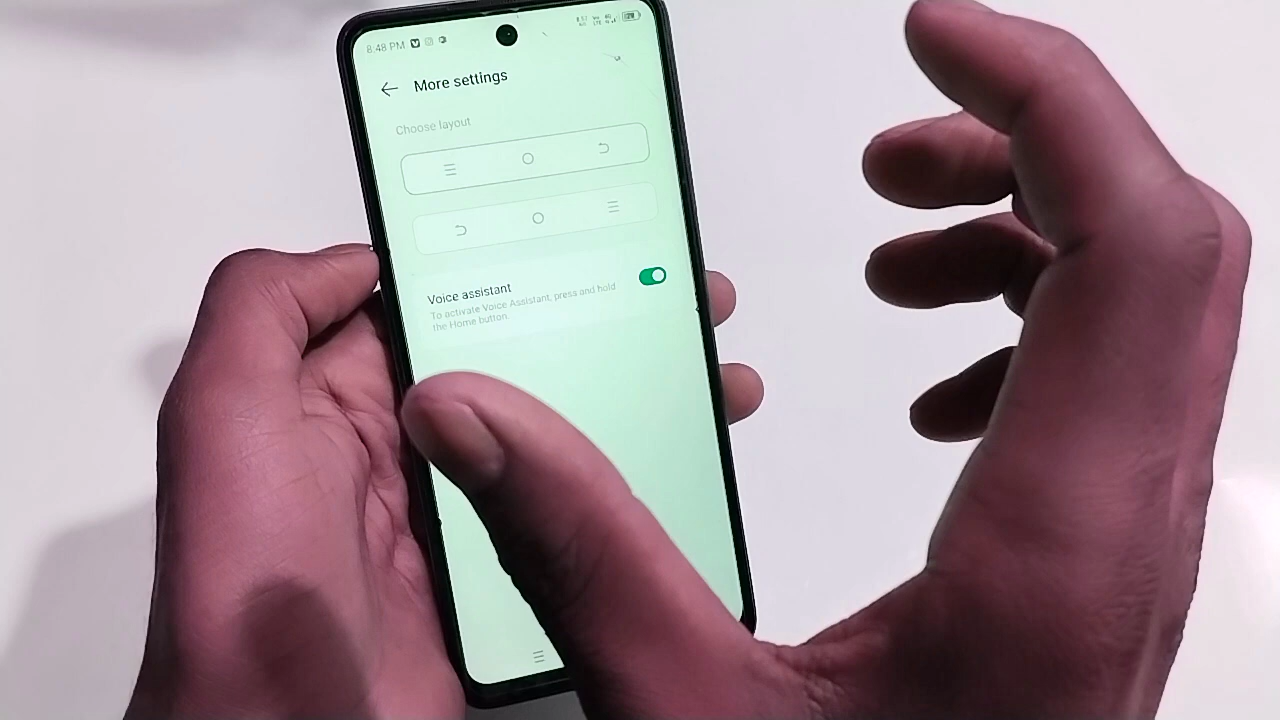 8:48 PM
More settings
Choose layout
Voice assistant
To activate Voice Assistant, press and hold
the Home button.